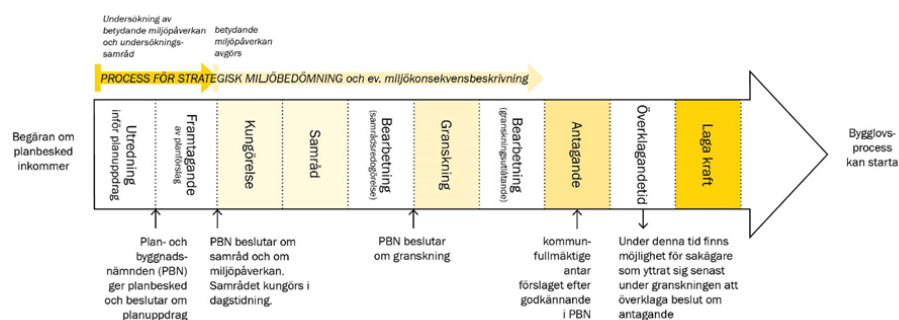 Undersökning av
betydande miljöpåverkan
och undersöknings-
samråd
betydande
miljöpåverkan
avgörs
PROCESS FÖR STRATEGISK MILJÖBEDÖMNING och ev. miljökonsekvensbeskrivning
Begäran om
planbesked
inkommer
Utredning
inför planuppdrag
Framtagande
av planförslag
Kungörelse
Samråd
Bearbetning
(samrådsredogörelse)
Granskning
Bearbetning
(granskningsutlåtande)
Antagande
Överklagandetid
Laga kraft
Bygglovs-
process
kan starta
Plan- och
byggnads-
nämnden (PBN)
ger planbesked
och beslutar om
planuppdrag
PBN beslutar om
samråd och om
miljöpåverkan.
Samrådet kungörs i
dagstidning.
PBN beslutar
om granskning
kommun-
fullmäktige
antar
förslaget efter
godkännande
i PBN
Under denna tid finns
möjlighet för sakägare
som yttrat sig senast
under granskningen att
överklaga beslut om
antagande